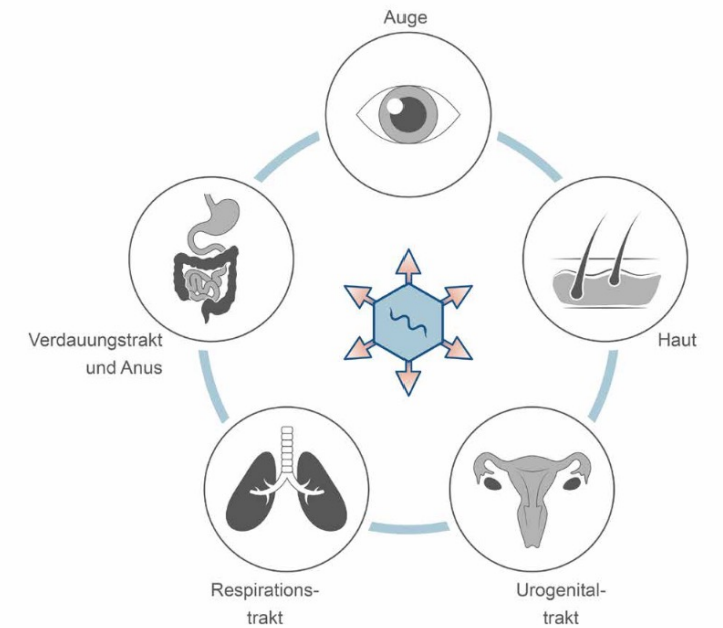 Auge
Haut
Verdauungstrakt
und Anus
Respirations-
trakt
Urogenital-
trakt